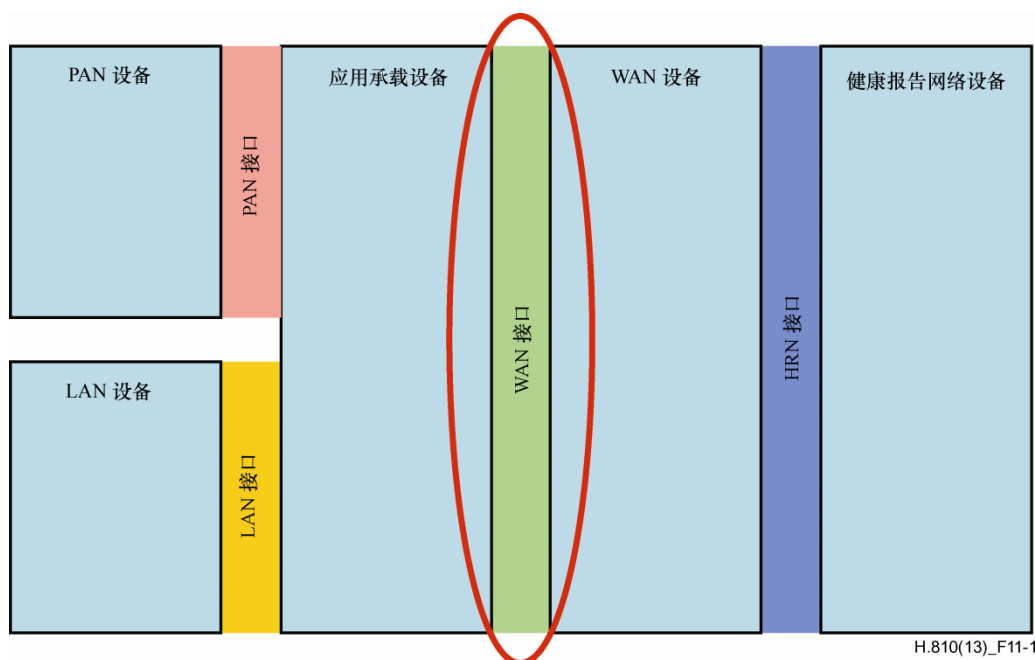 PAN 设备
PAN 接口
应用承载设备
WAN 接口
WAN 设备
HRN 接口
健康报告网络设备
LAN 设备
LAN 接口
H.810(13)_F11-1